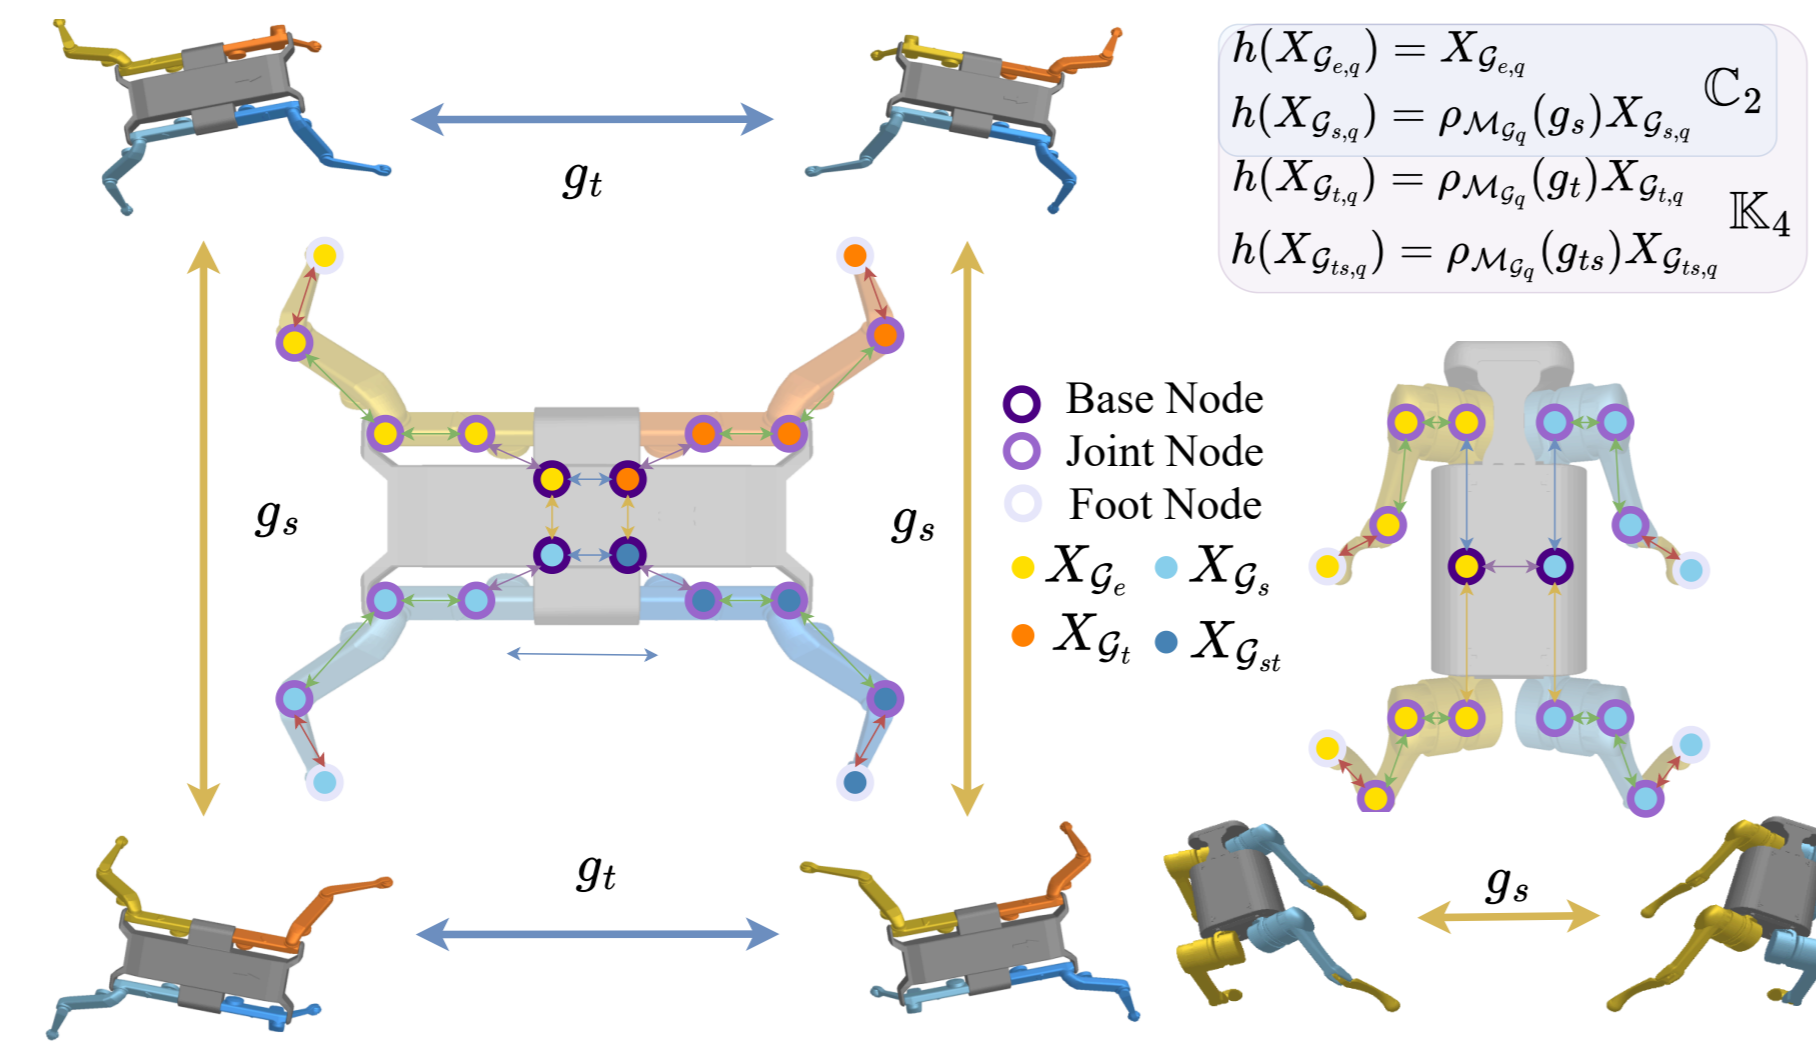 h(X_{𝒢_{e,q}}) = X_{𝒢_{e,q}}
h(X_{𝒢_{s,q}}) = ρ_{ℳ_{𝒢_q}}(g_s)X_{𝒢_{s,q}}
ℂ₂
h(X_{𝒢_{t,q}}) = ρ_{ℳ_{𝒢_q}}(g_t)X_{𝒢_{t,q}}
h(X_{𝒢_{ts,q}}) = ρ_{ℳ_{𝒢_q}}(g_{ts})X_{𝒢_{ts,q}}
𝕂₄
g_t
g_s
g_s
Base Node
Joint Node
Foot Node
X_{𝒢_e} X_{𝒢_s}
X_{𝒢_t} X_{𝒢_{st}}
g_t
g_s